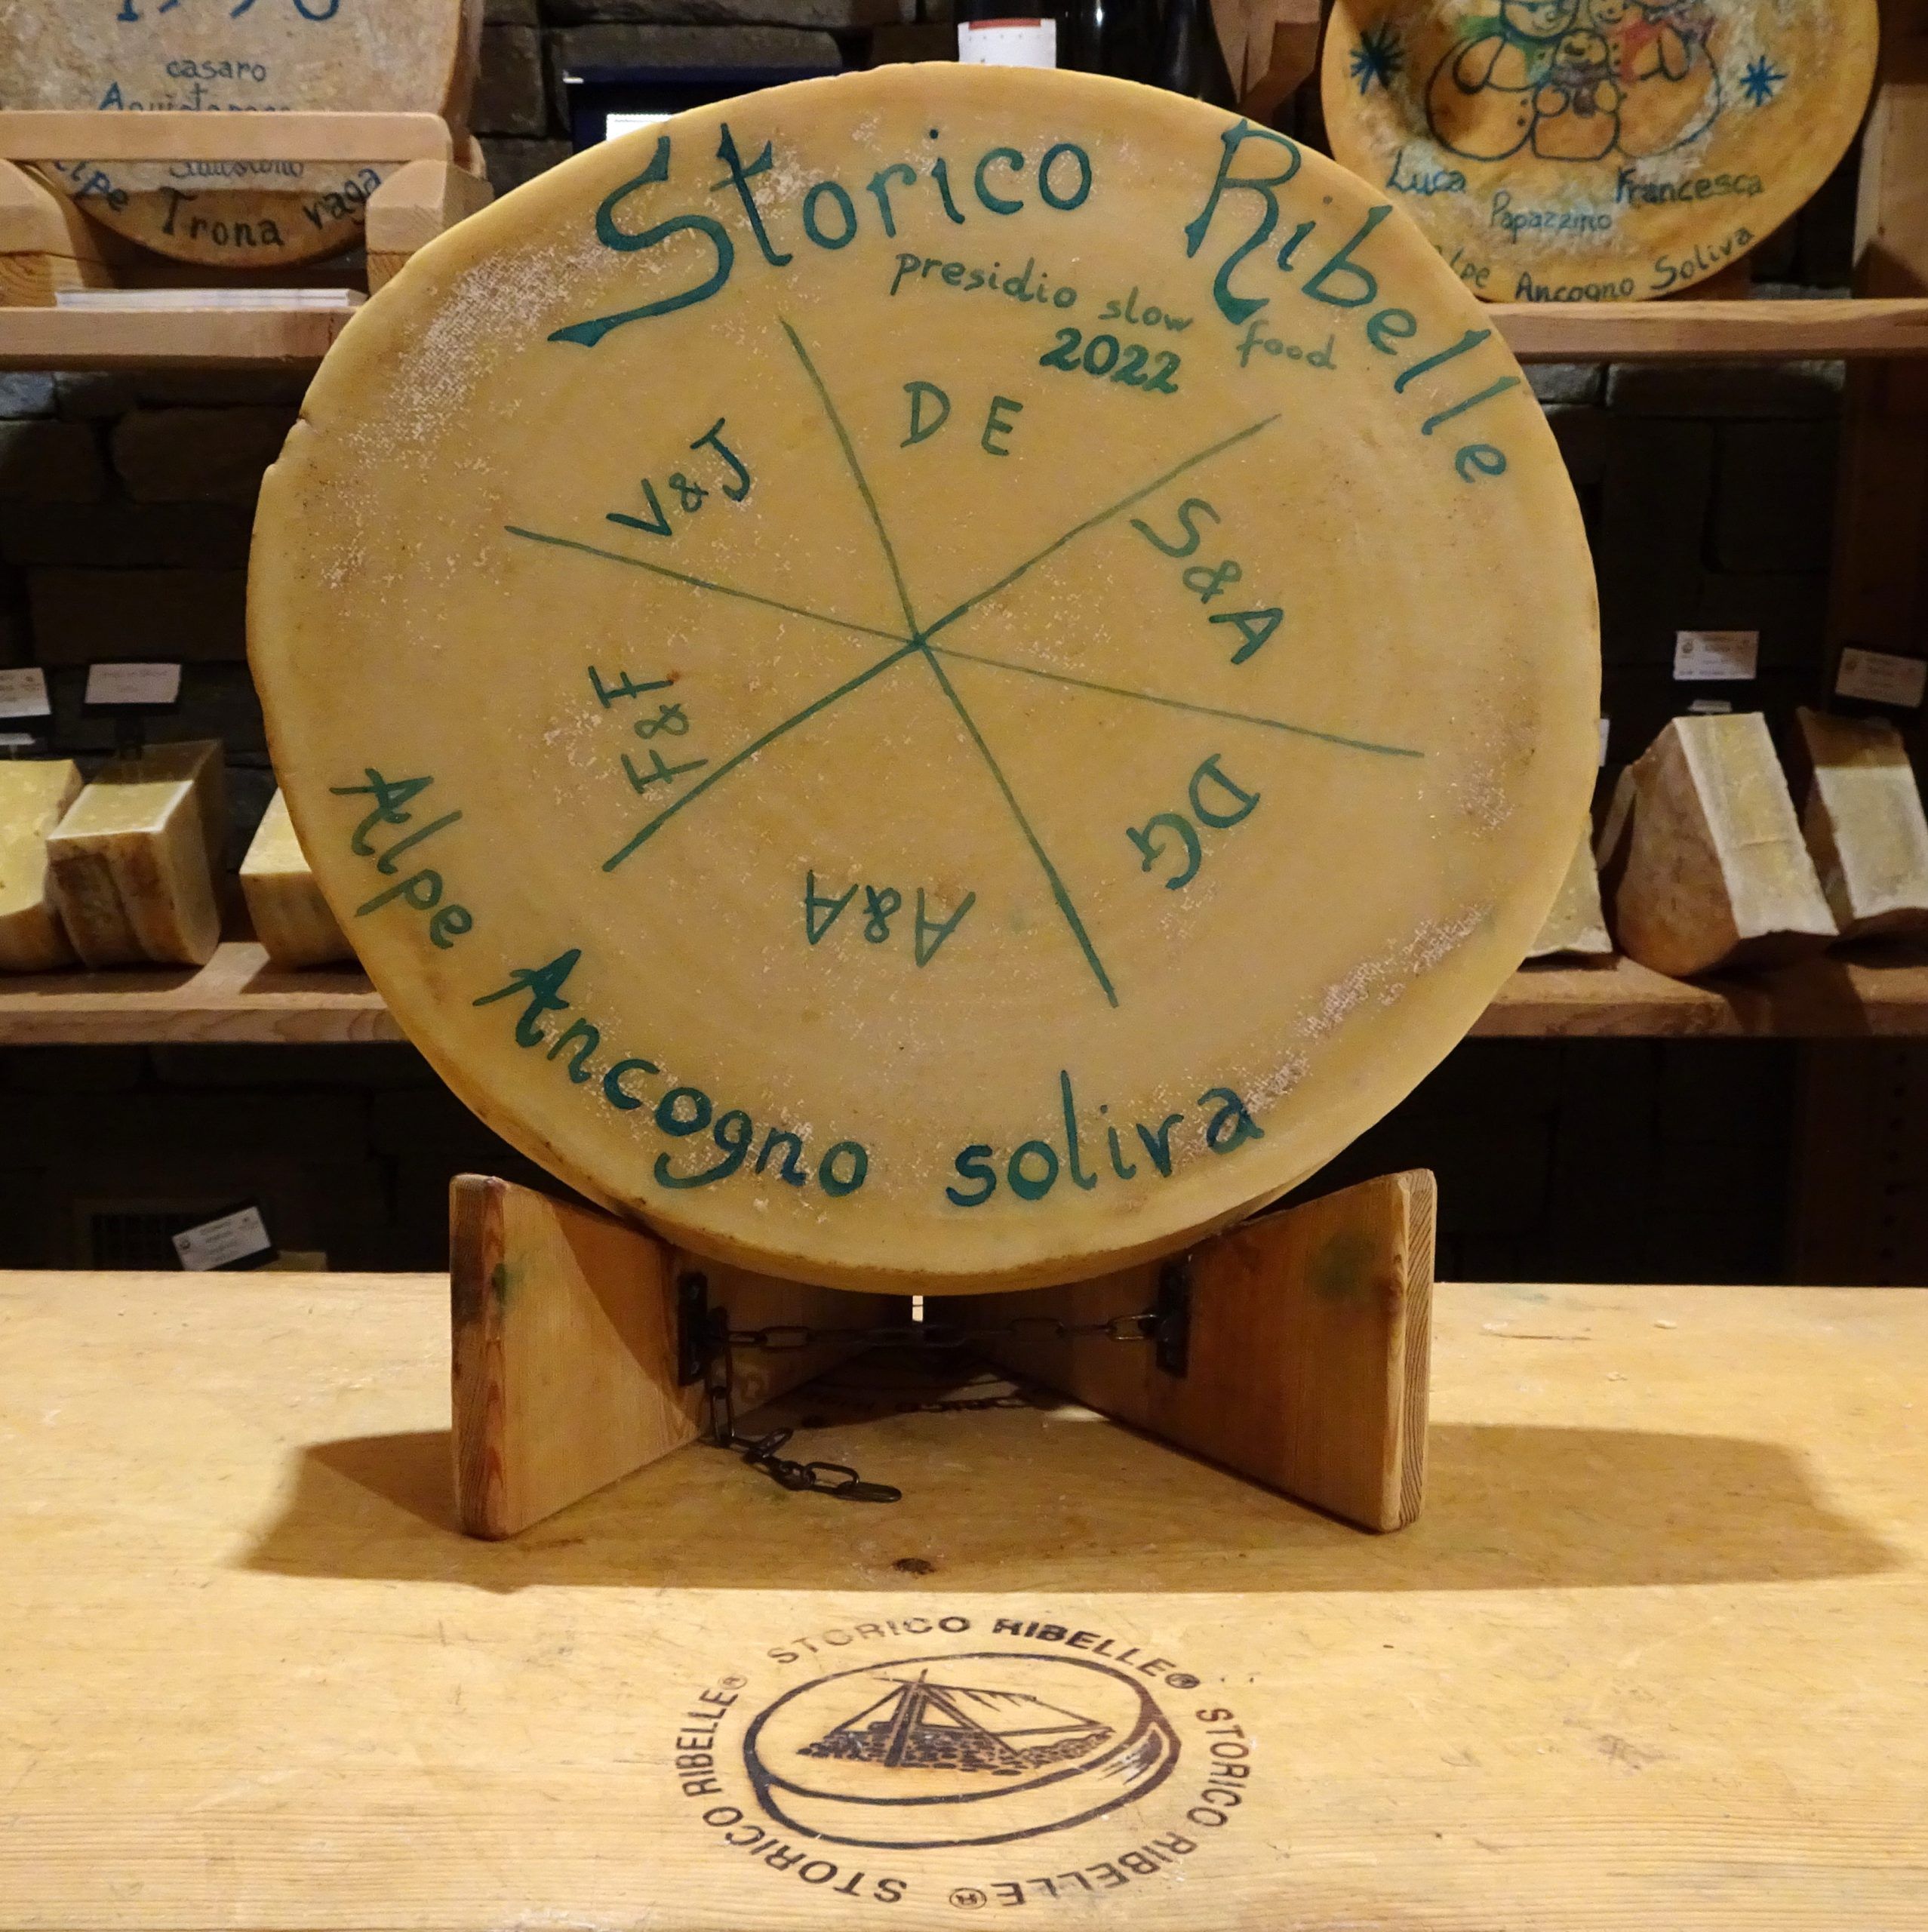 casaro
Alpe Trona vaga
Luca Francesca
Papazzino
Alpe Ancogno Soliva
Storico Ribelle
presidio slow food
2022
D E
S&A
DG
A&A
F&F
V&J
Alpe Ancogno soliva
STORICO RIBELLE® STORICO RIBELLE® STORICO RIBELLE®